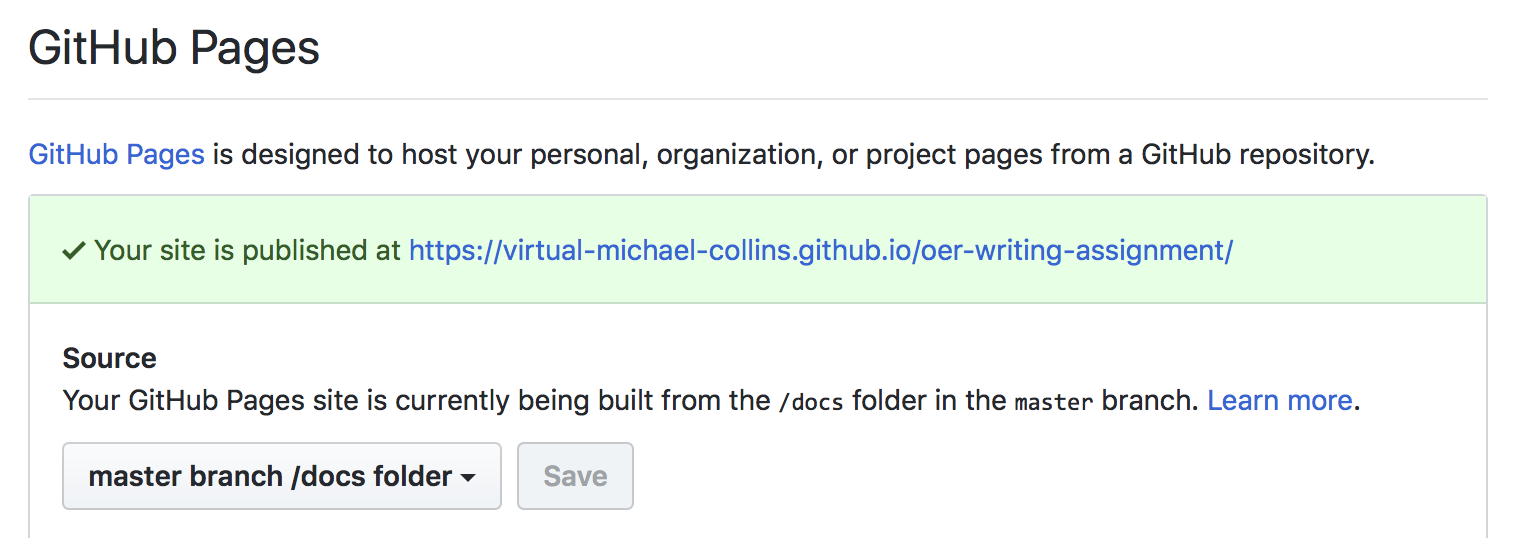 GitHub Pages
GitHub Pages is designed to host your personal, organization, or project pages from a GitHub repository.
Your site is published at https://virtual-michael-collins.github.io/oer-writing-assignment/
Source
Your GitHub Pages site is currently being built from the /docs folder in the master branch. Learn more.
master branch /docs folder
Save